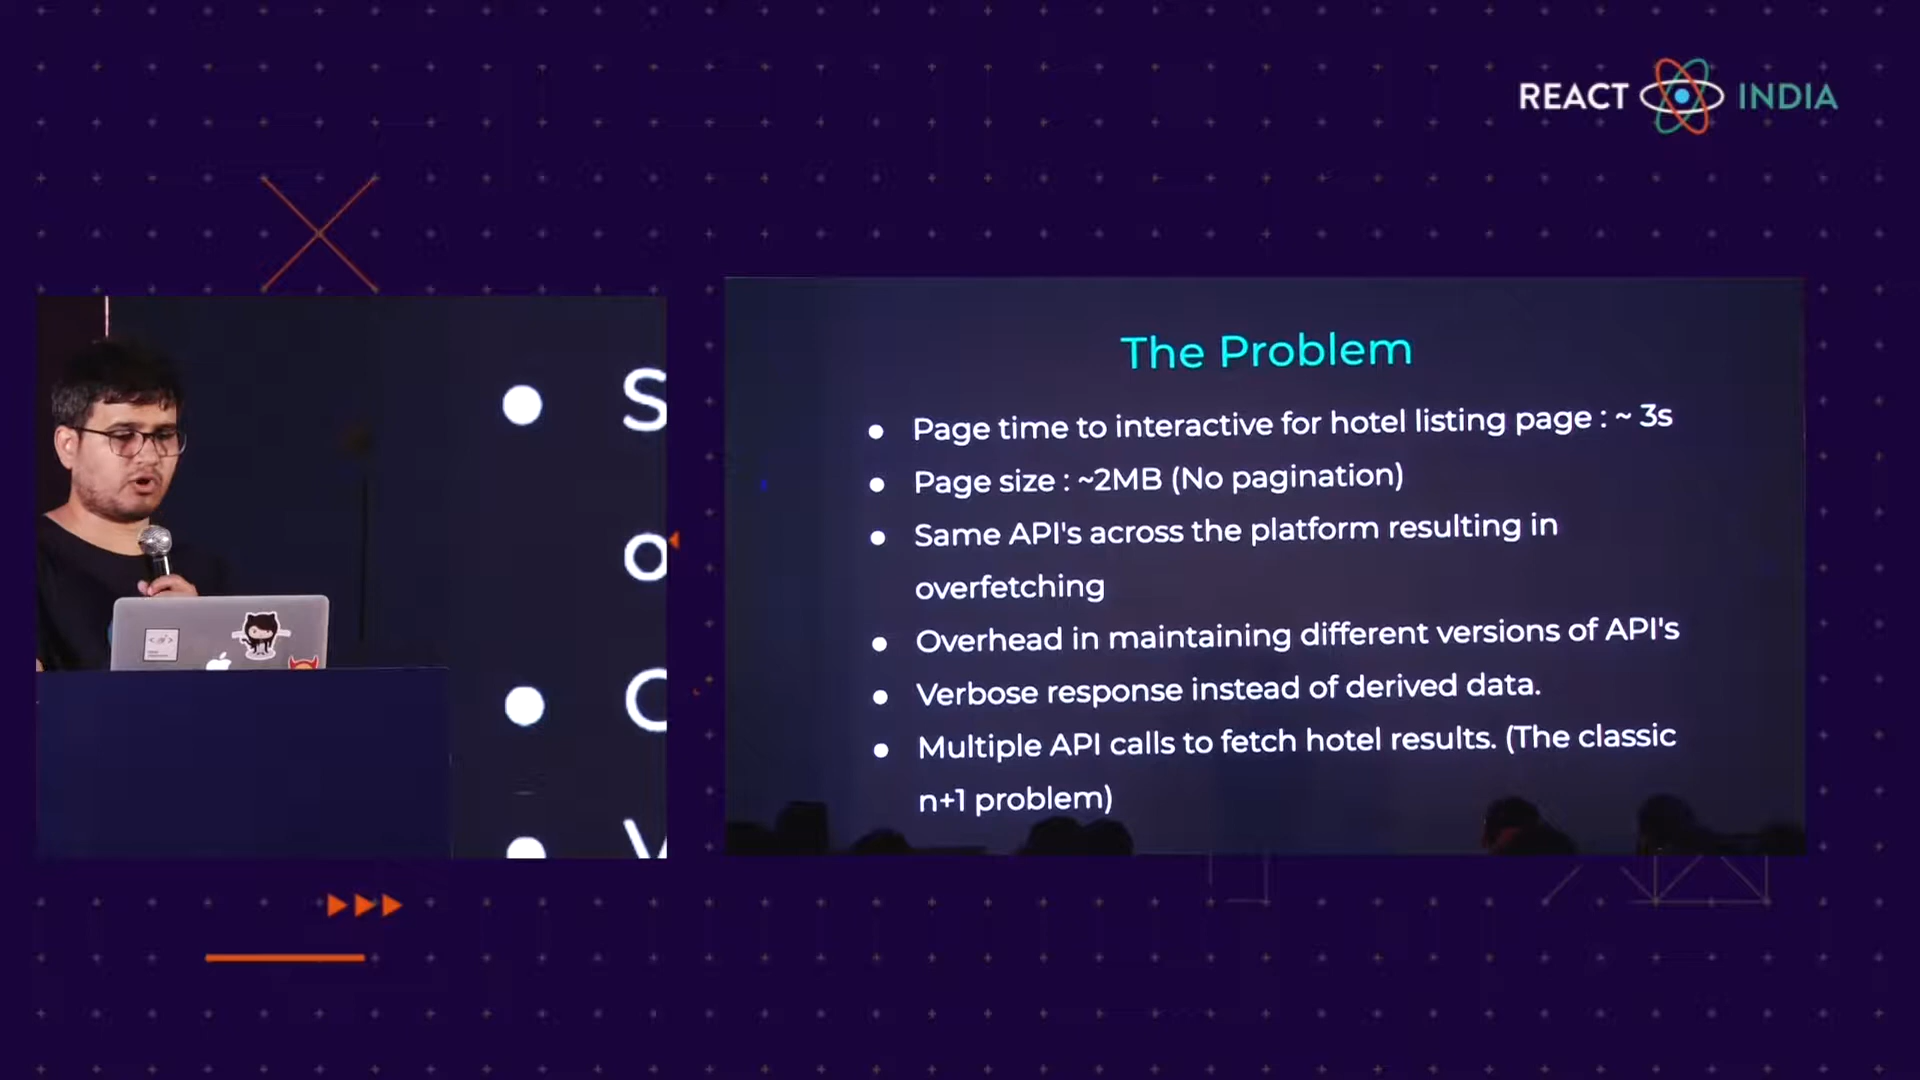 REACT INDIA
The Problem
Page time to interactive for hotel listing page : ~ 3s
Page size : ~2MB (No pagination)
Same API's across the platform resulting in
overfetching
Overhead in maintaining different versions of API's
Verbose response instead of derived data.
Multiple API calls to fetch hotel results. (The classic
n+1 problem)
S
o
O
V